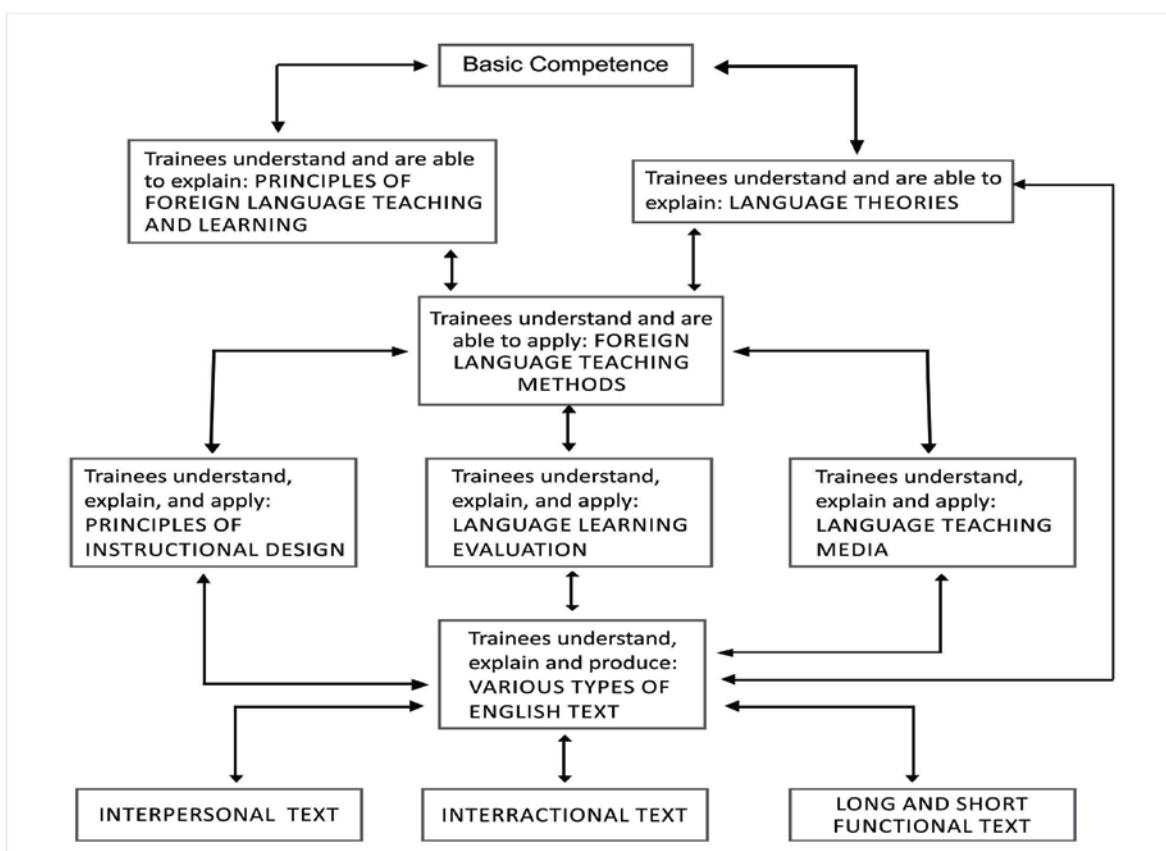 Basic Competence
Trainees understand and are able
to explain: PRINCIPLES OF
FOREIGN LANGUAGE TEACHING
AND LEARNING
Trainees understand and are able to
explain: LANGUAGE THEORIES
Trainees understand and are
able to apply: FOREIGN
LANGUAGE TEACHING
METHODS
Trainees understand,
explain, and apply:
PRINCIPLES OF
INSTRUCTIONAL DESIGN
Trainees understand,
explain, and apply:
LANGUAGE LEARNING
EVALUATION
Trainees understand,
explain and apply:
LANGUAGE TEACHING
MEDIA
Trainees understand,
explain and produce:
VARIOUS TYPES OF
ENGLISH TEXT
INTERPERSONAL TEXT
INTERRACTIONAL TEXT
LONG AND SHORT
FUNCTIONAL TEXT